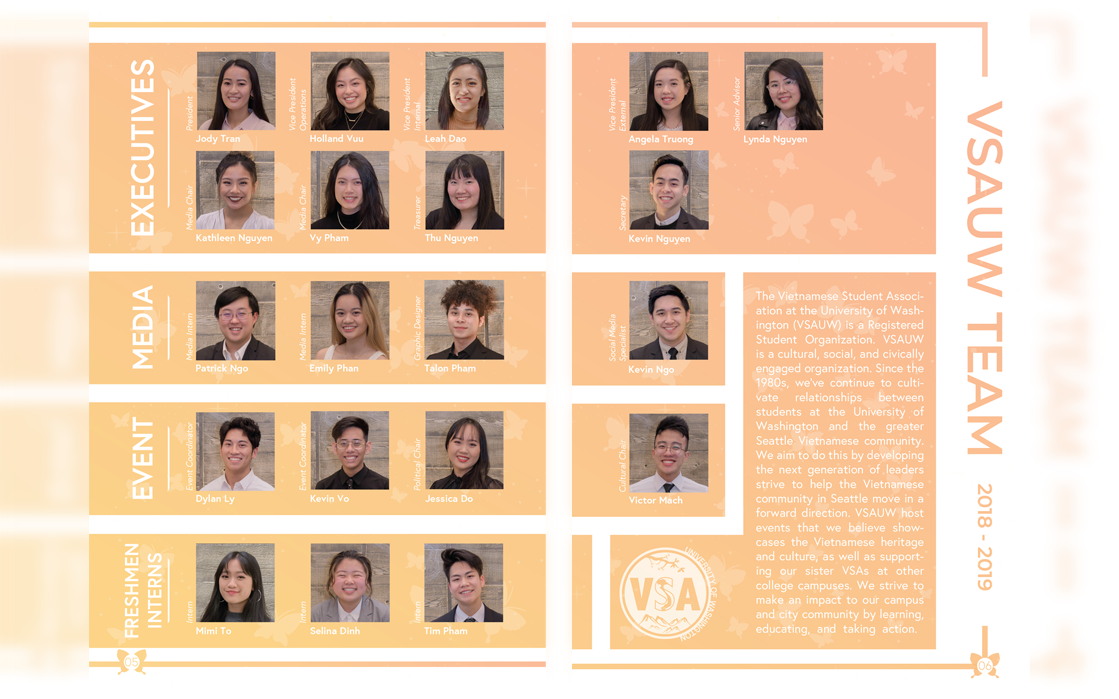 EXECUTIVES
President
Jody Tran
Vice President
Operations
Holland Vuu
Vice President
Internal
Leah Dao
Vice President
External
Angela Truong
Senior Advisor
Lynda Nguyen
Media Chair
Kathleen Nguyen
Media Chair
Vy Pham
Treasurer
Thu Nguyen
Secretary
Kevin Nguyen
MEDIA
Media Intern
Patrick Ngo
Media Intern
Emily Phan
Graphic Designer
Talon Pham
Social Media
Specialist
Kevin Ngo
EVENT
Event Coordinator
Dylan Ly
Event Coordinator
Kevin Vo
Political Chair
Jessica Do
Cultural Chair
Victor Mach
FRESHMEN
INTERNS
Intern
Mimi To
Intern
Selina Dinh
Intern
Tim Pham
05
UNIVERSITY OF WASHINGTON
VSA
The Vietnamese Student Associ-
ation at the University of Wash-
ington (VSAUW) is a Registered
Student Organization. VSAUW
is a cultural, social, and civically
engaged organization. Since the
1980s, we've continue to culti-
vate relationships between
students at the University of
Washington and the greater
Seattle Vietnamese community.
We aim to do this by developing
the next generation of leaders
strive to help the Vietnamese
community in Seattle move in a
forward direction. VSAUW host
events that we believe show-
cases the Vietnamese heritage
and culture, as well as support-
ing our sister VSAs at other
college campuses. We strive to
make an impact to our campus
and city community by learning,
educating, and taking action.
VSAUW TEAM
2018 - 2019
06